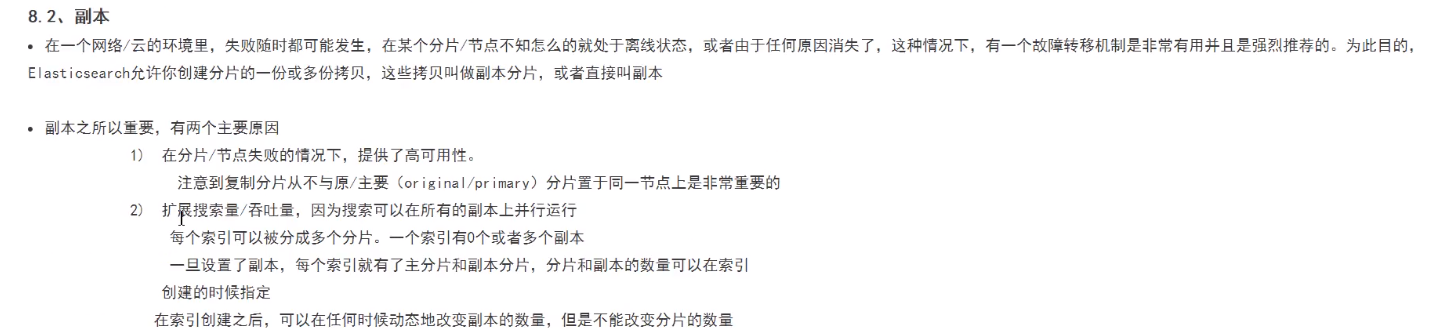 8.2、副本
• 在一个网络/云的环境里，失败随时都可能发生，在某个分片/节点不知怎么的就处于离线状态，或者由于任何原因消失了，这种情况下，有一个故障转移机制是非常有用并且是强烈推荐的。为此目的，
Elasticsearch允许你创建分片的一份或多份拷贝，这些拷贝叫做副本分片，或者直接叫副本
• 副本之所以重要，有两个主要原因
1) 在分片/节点失败的情况下，提供了高可用性。
注意到复制分片从不与原/主要（original/primary）分片置于同一节点上是非常重要的
2) 扩展搜索量/吞吐量，因为搜索可以在所有的副本上并行运行
每个索引可以被分成多个分片。一个索引有0个或者多个副本
一旦设置了副本，每个索引就有了主分片和副本分片，分片和副本的数量可以在索引
创建的时候指定
在索引创建之后，可以在任何时候动态地改变副本的数量，但是不能改变分片的数量